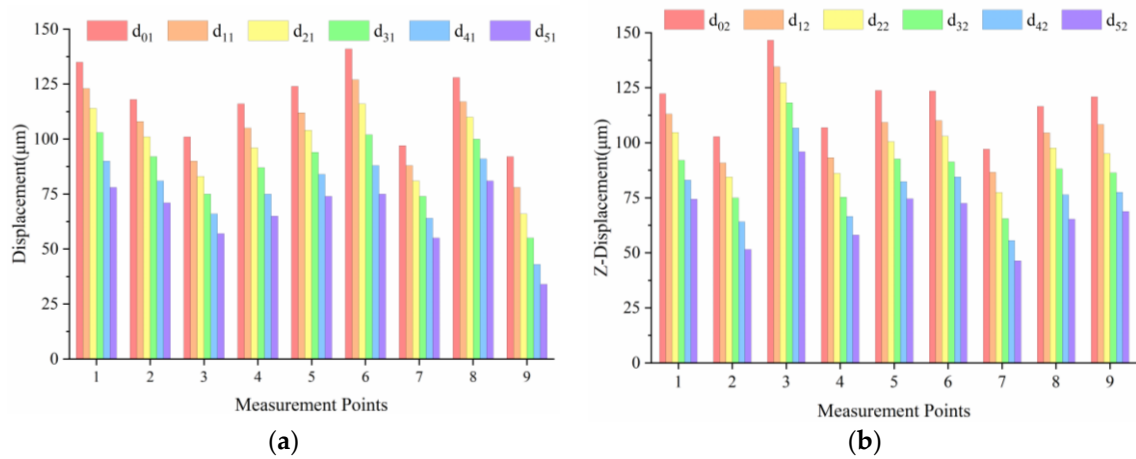 d01 d11 d21 d31 d41 d51
150
125
100
75
50
25
0
Displacement(μm)
1 2 3 4 5 6 7 8 9
Measurement Points
(a)
d02 d12 d22 d32 d42 d52
150
125
100
75
50
25
0
Z-Displacement(μm)
1 2 3 4 5 6 7 8 9
Measurement Points
(b)